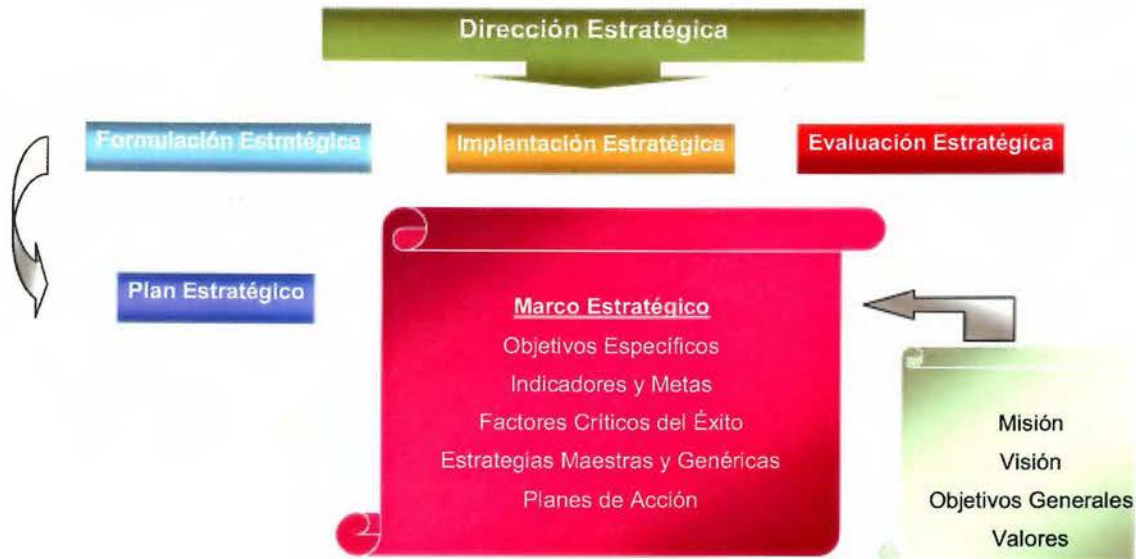 Dirección Estratégica
Formulación Estratégica
Implantación Estratégica
Evaluación Estratégica
Plan Estratégico
Marco Estratégico
Objetivos Específicos
Indicadores y Metas
Factores Críticos del Éxito
Estrategias Maestras y Genéricas
Planes de Acción
Misión
Visión
Objetivos Generales
Valores